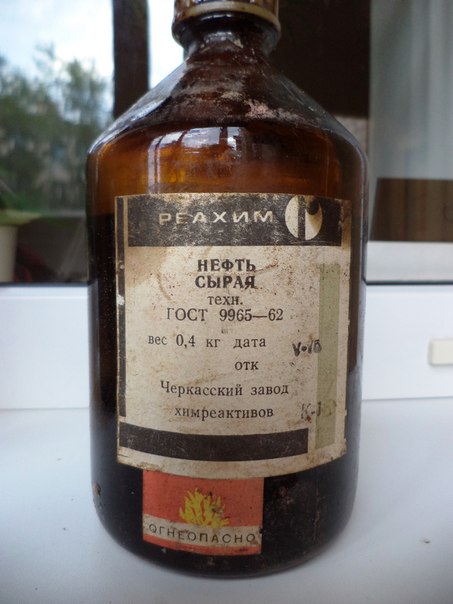 РЕАХИМ
НЕФТЬ
СЫРАЯ
техн.
ГОСТ 9965—62
вес 0,4 кг дата
отк
Черкасский завод
химреактивов
ОГНЕОПАСНО